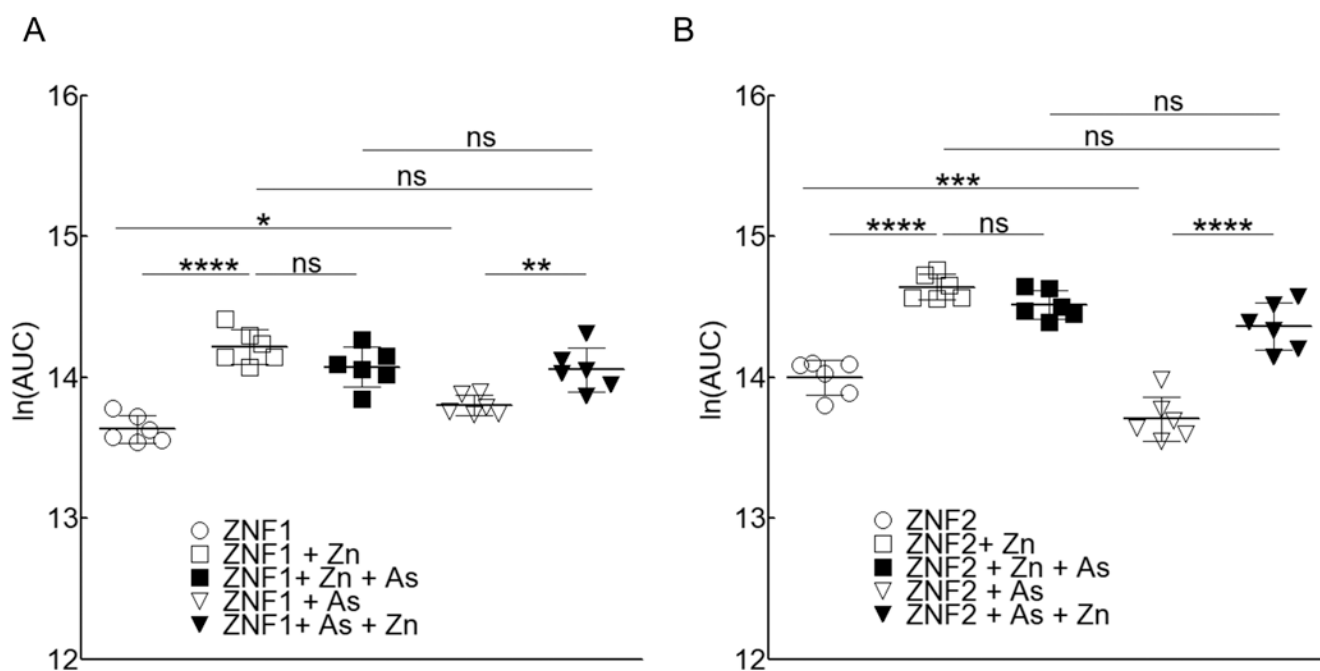 A
16
15
14
13
12
ln(AUC)
ns
ns
*
**** ns **
ZNF1
ZNF1 + Zn
ZNF1+ Zn + As
ZNF1 + As
ZNF1+ As + Zn
B
16
15
14
13
12
ln(AUC)
ns
ns
***
**** ns ****
ZNF2
ZNF2+ Zn
ZNF2 + Zn + As
ZNF2 + As
ZNF2 + As + Zn